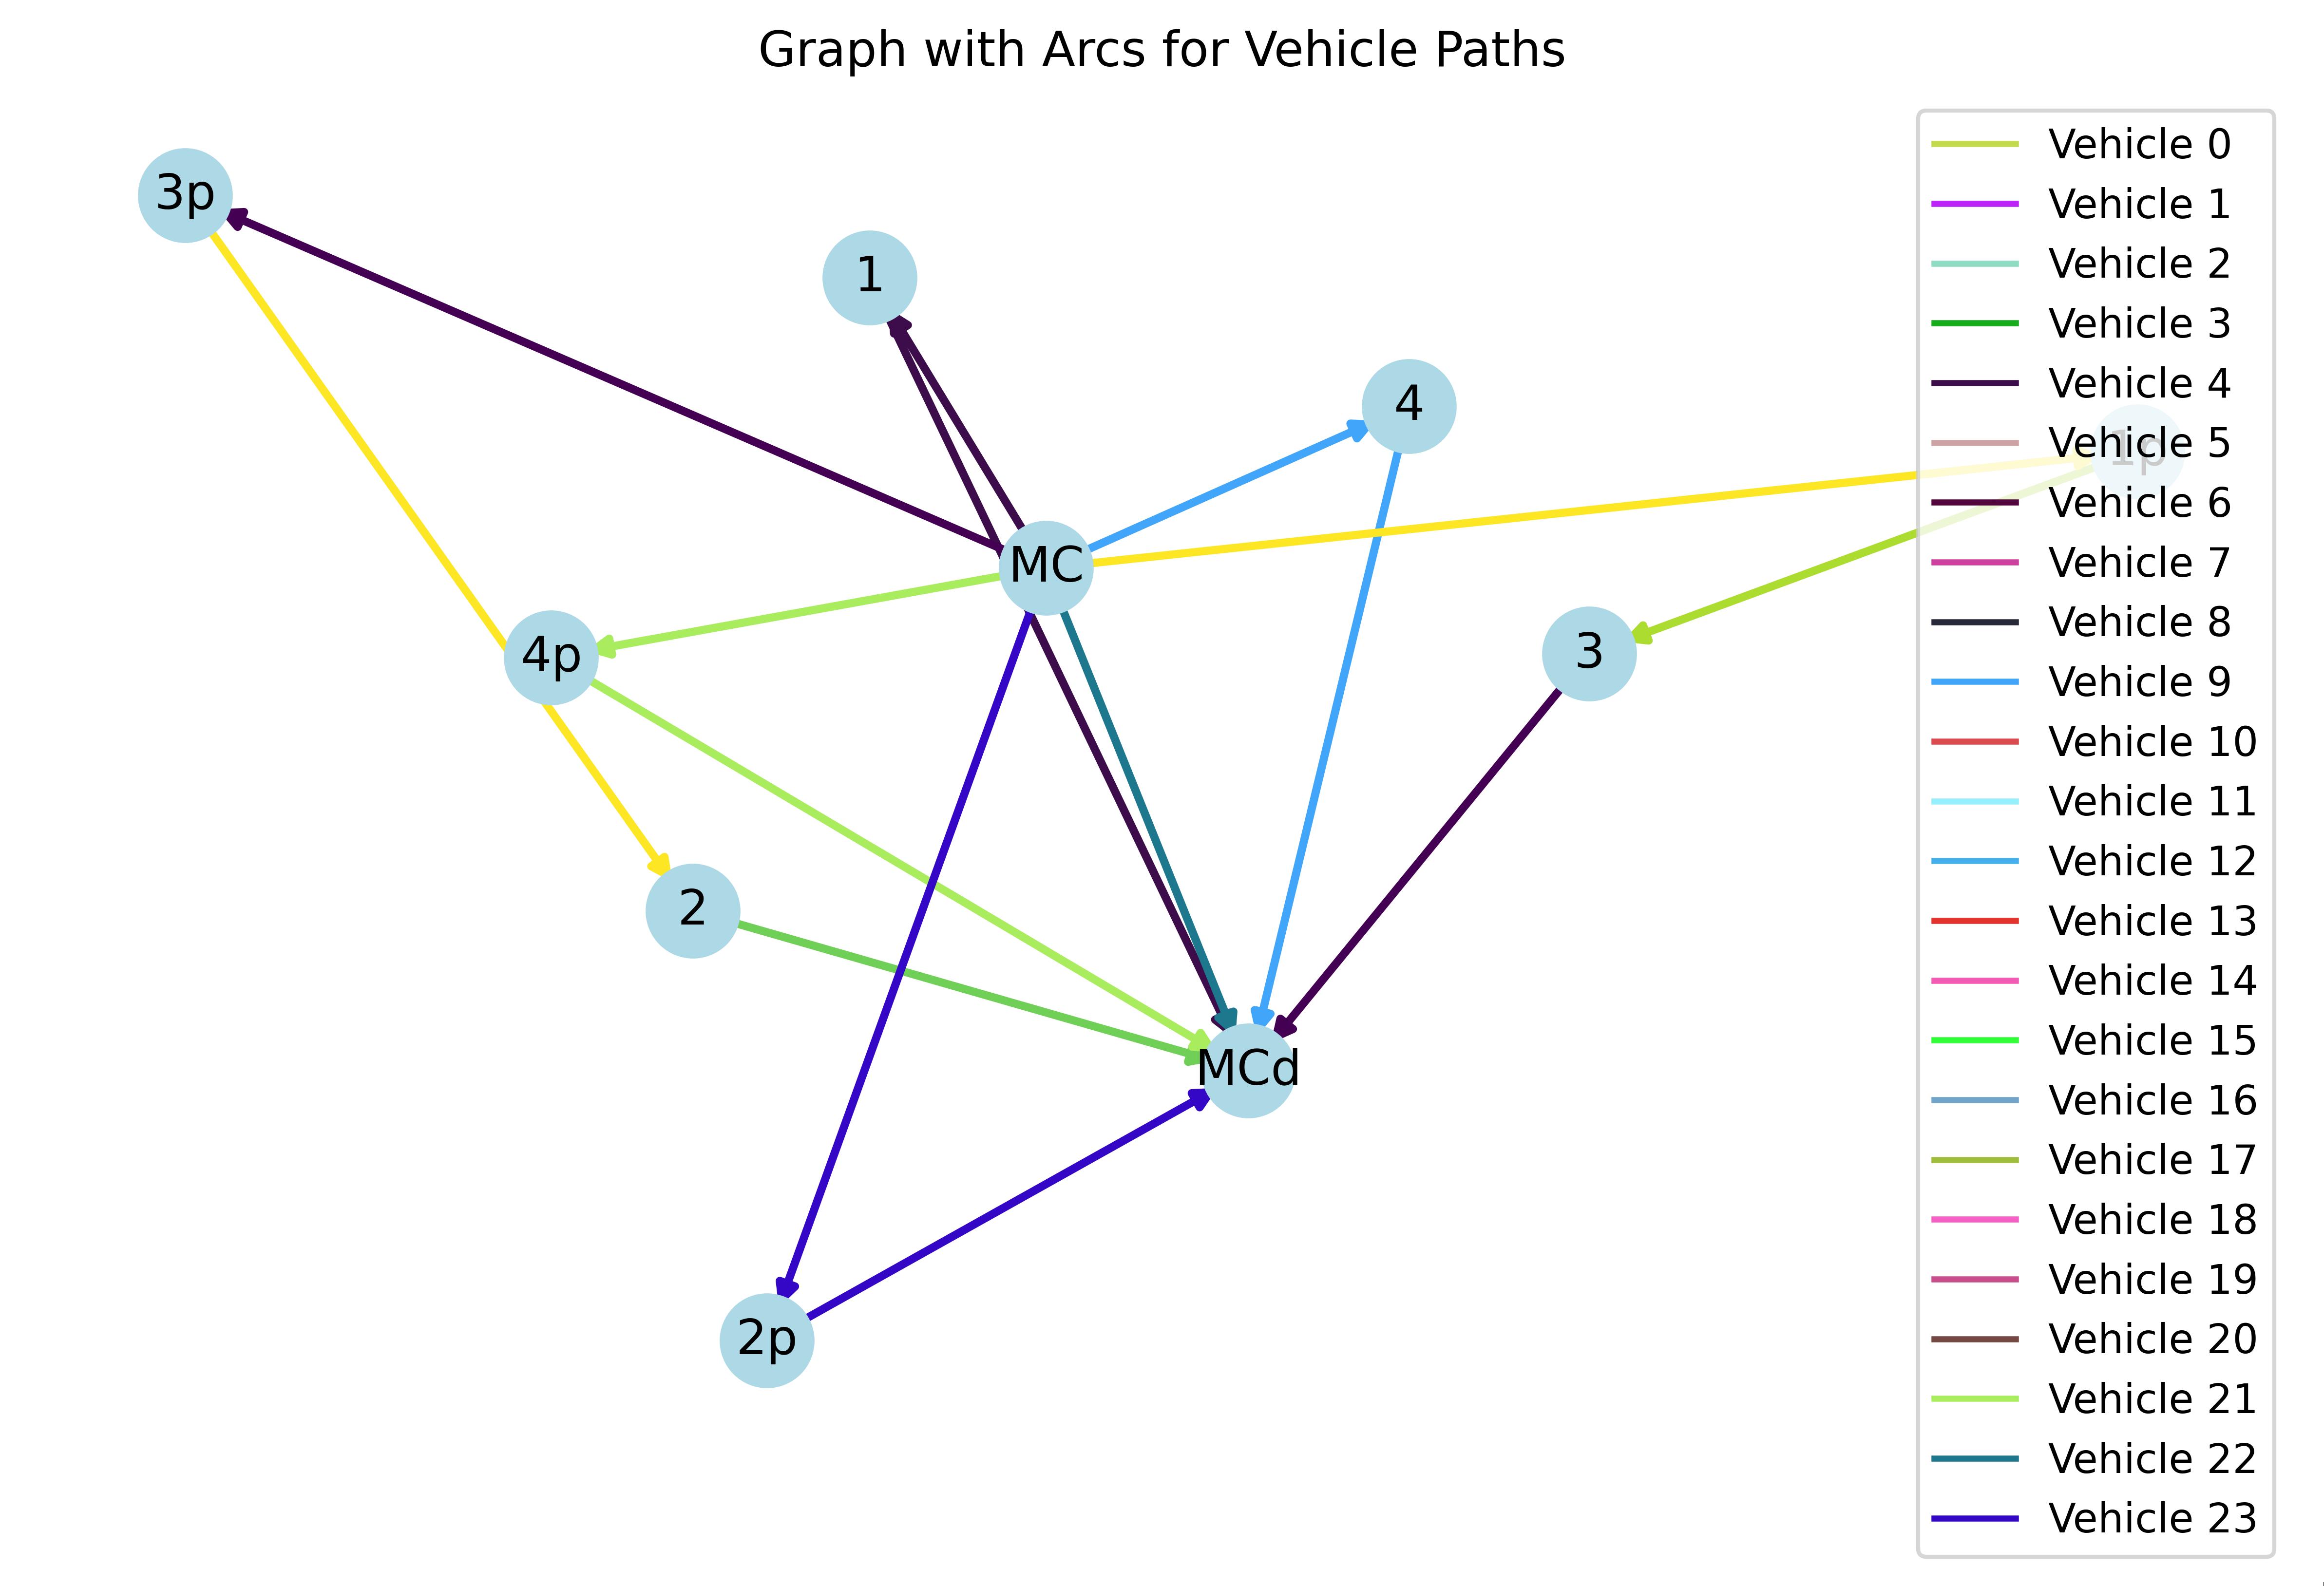 Graph with Arcs for Vehicle Paths
3p
1
4
1p
MC
4p
3
2
MCd
2p
Vehicle 0
Vehicle 1
Vehicle 2
Vehicle 3
Vehicle 4
Vehicle 5
Vehicle 6
Vehicle 7
Vehicle 8
Vehicle 9
Vehicle 10
Vehicle 11
Vehicle 12
Vehicle 13
Vehicle 14
Vehicle 15
Vehicle 16
Vehicle 17
Vehicle 18
Vehicle 19
Vehicle 20
Vehicle 21
Vehicle 22
Vehicle 23